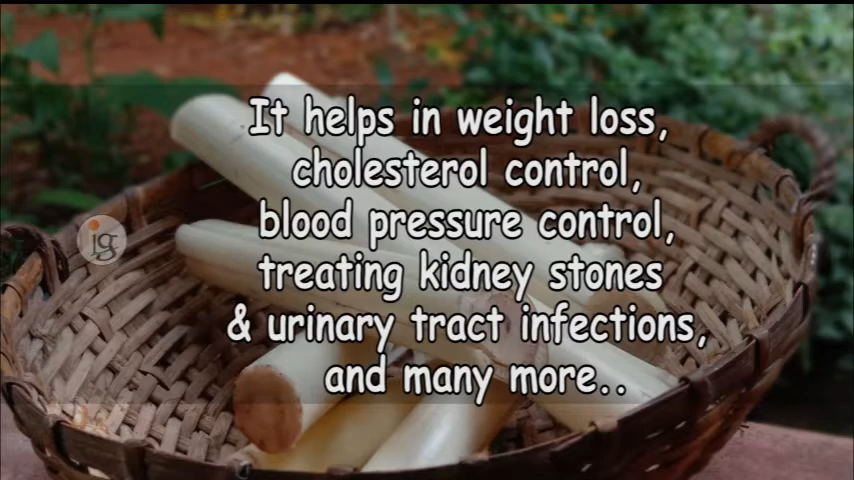 It helps in weight loss,
cholesterol control,
blood pressure control,
treating kidney stones
& urinary tract infections,
and many more..
ig